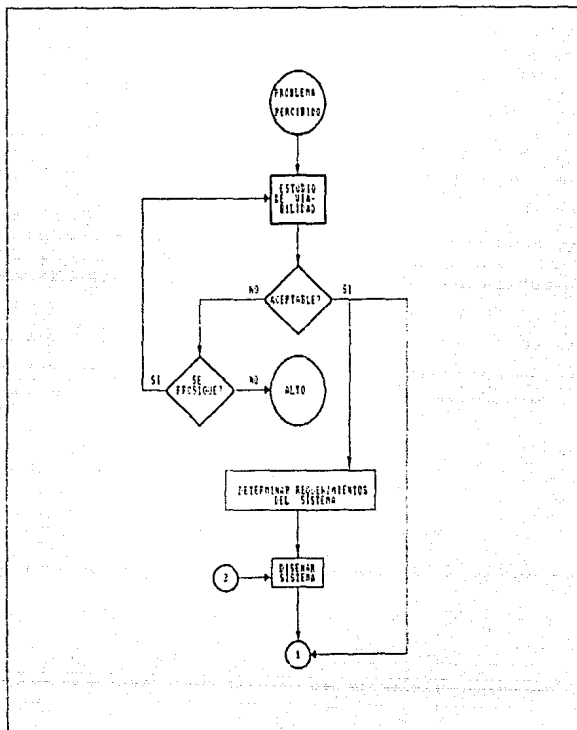 PROBLEMA
PERCIBIDO
ESTUDIO
DE VIA-
BILIDAD
NO
ACEPTABLE?
SI
SI
SE
PROSIGUE?
NO
ALTO
DETERMINAR REQUERIMIENTOS
DEL SISTEMA
DISEÑAR
SISTEMA
2
1